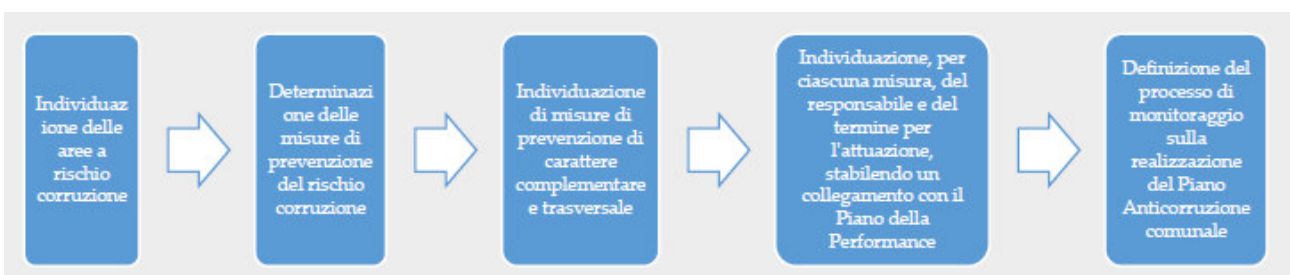 Individuaz
ione delle
aree a
rischio
corruzione
Determinazi
one delle
misure di
prevenzione
del rischio
corruzione
Individuazione
di misure di
prevenzione di
carattere
complementare
e trasversale
Individuazione, per
ciascuna misura, del
responsabile e del
termine per
l'attuazione,
stabilendo un
collegamento con il
Piano della
Performance
Definizione del
processo di
monitoraggio
sulla
realizzazione
del Piano
Anticorruzione
comunale